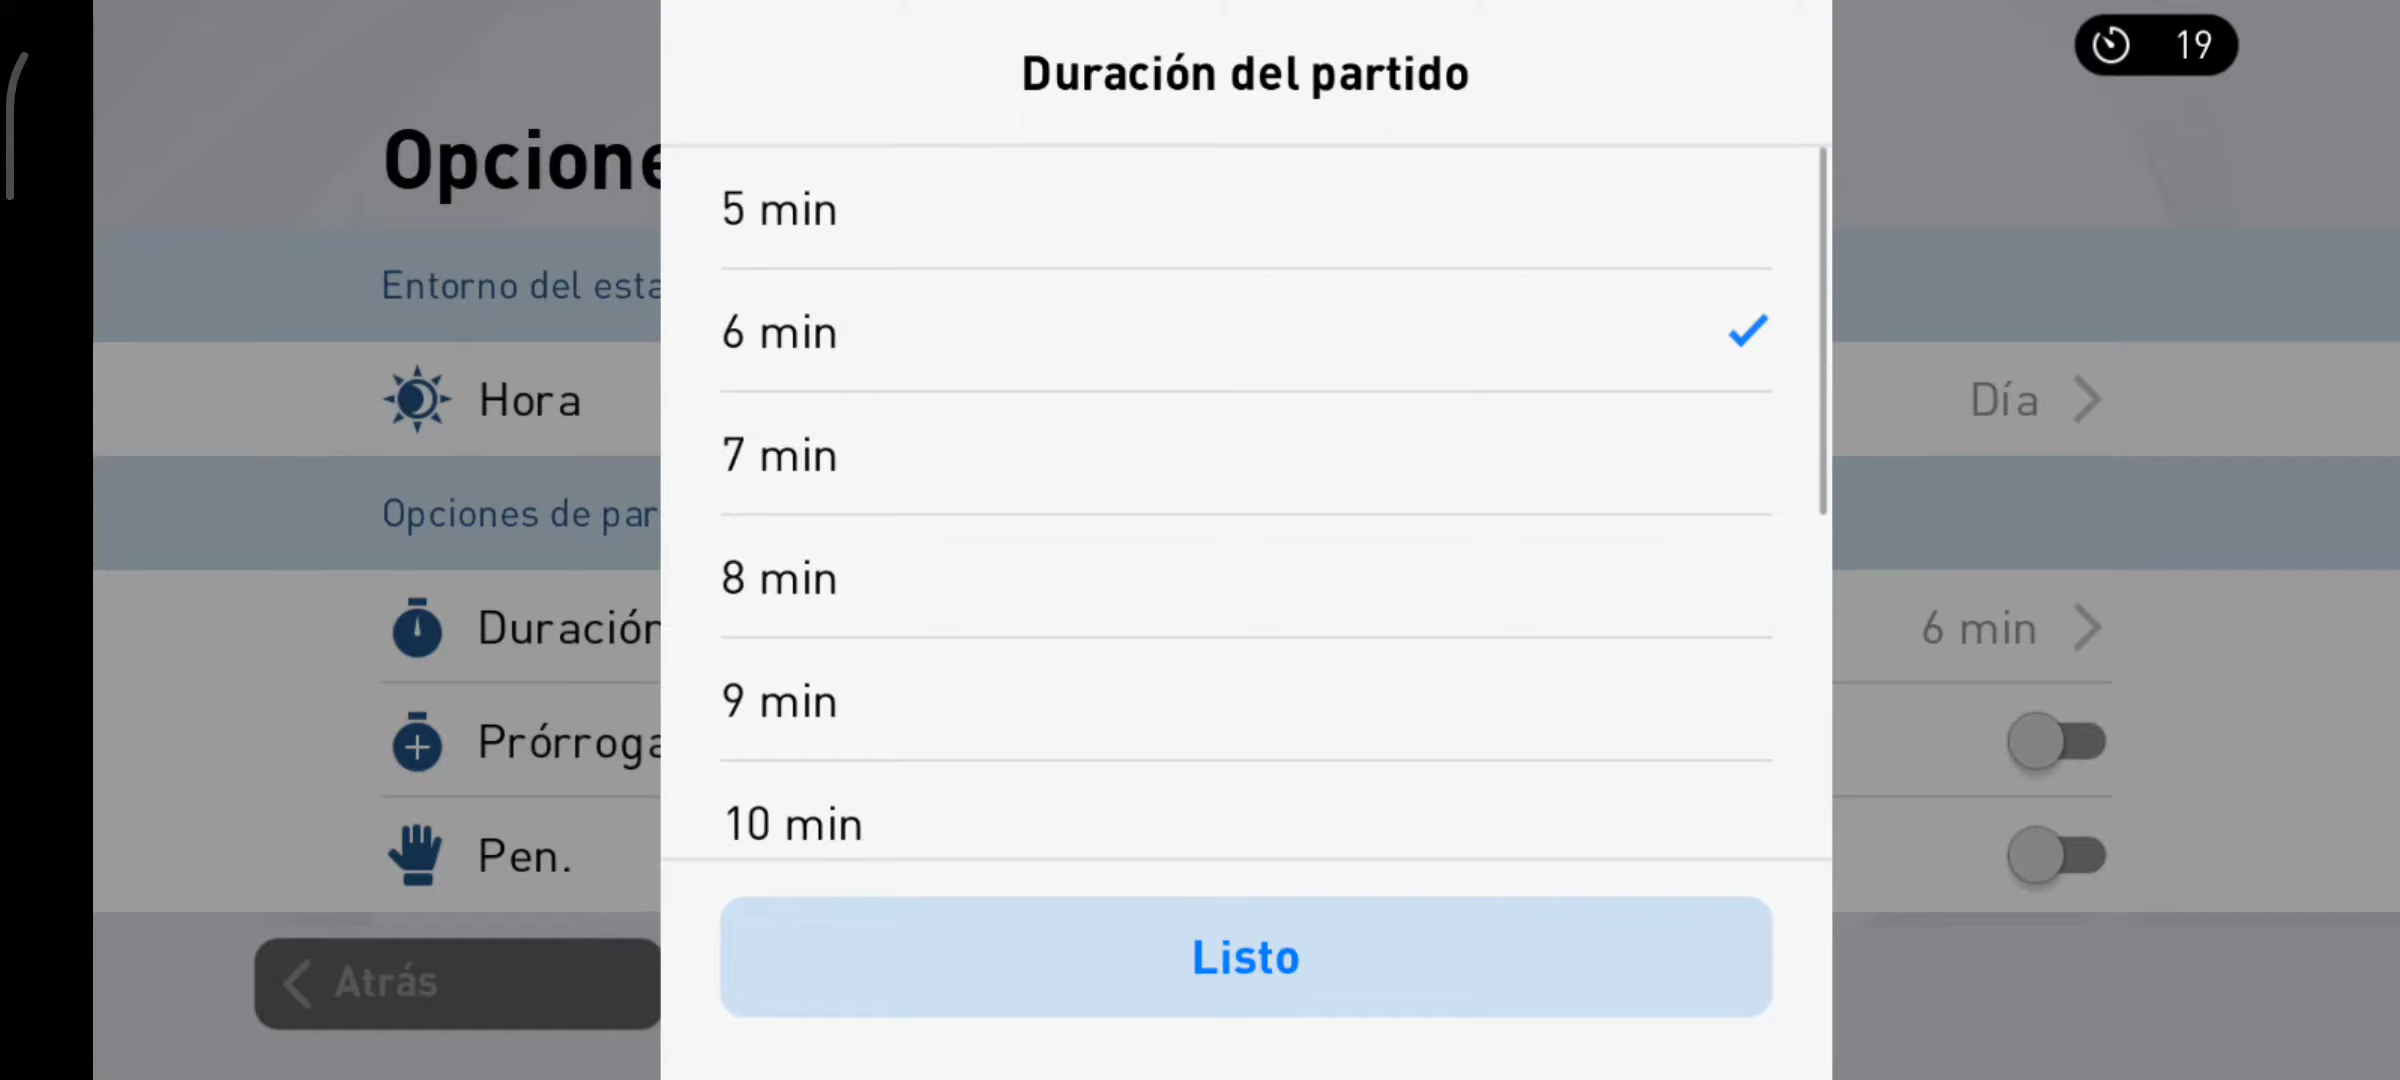 Duración del partido
19
5 min
6 min
7 min
8 min
9 min
10 min
Listo
Opcione
Entorno del esta
Hora
Día
Opciones de par
Duración
6 min
Prórroga
Pen.
Atrás